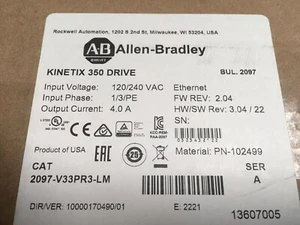 Rockwell Automation, 1202 S 2nd St, Milwaukee, WI 53204, USA
AB Allen-Bradley
KINETIX 350 DRIVE BUL. 2097
Input Voltage: 120/240 VAC Ethernet
Input Phase: 1/3/PE FW REV: 2.04
Output Current: 4.0 A HW/SW Rev: 3.04 / 22
SN:
Product of USA Material: PN-102499
CAT SER
2097-V33PR3-LM A
DIR/VER: 10000170490/01 E: 2221
13607005